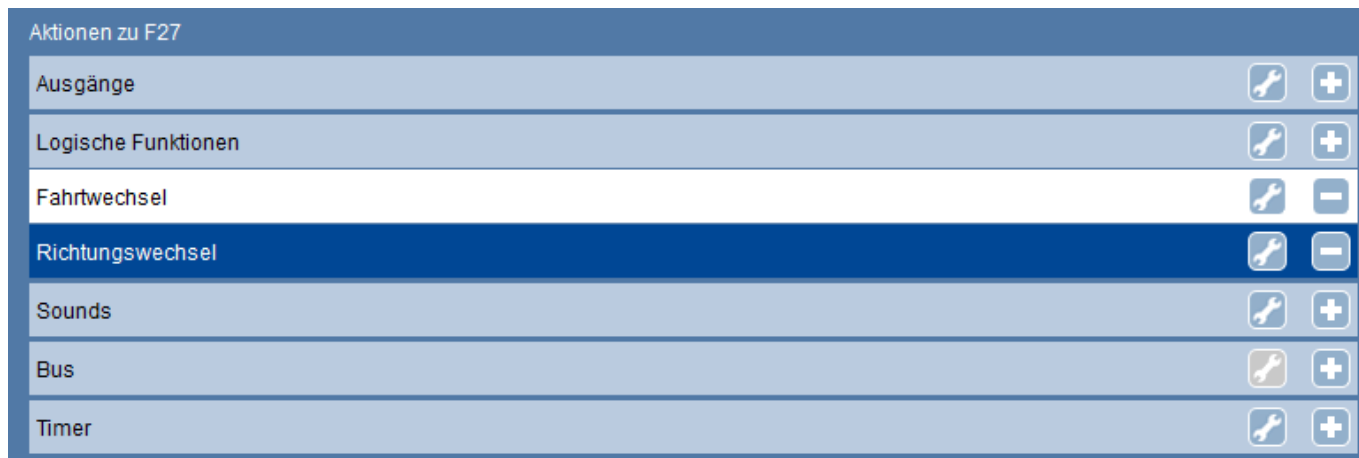 Aktionen zu F27
Ausgänge
Logische Funktionen
Fahrtwechsel
Richtungswechsel
Sounds
Bus
Timer